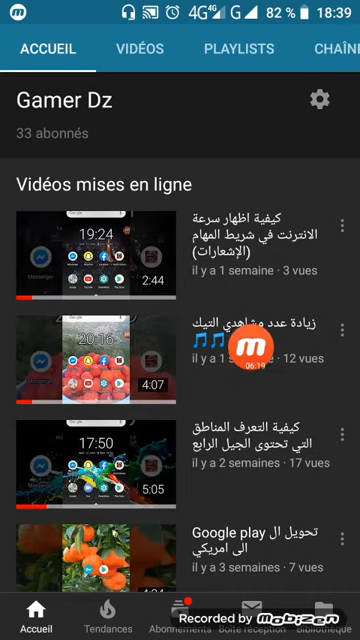 4G 4G G 82 % 18:39
ACCUEIL VIDÉOS PLAYLISTS CHAÎN
Gamer Dz
33 abonnés
Vidéos mises en ligne
19:24
2:44
كيفية اظهار سرعة
الانترنت في شريط المهام
(الإشعارات)
il y a 1 semaine · 3 vues
20:16
4:07
زيادة عدد مشاهدي التيك
06:19
il y a 1 · 12 vues
17:50
5:05
كيفية التعرف المناطق
التي تحتوى الجيل الرابع
il y a 2 semaines · 17 vues
تحويل ال Google play
الى امريكي
il y a 3 semaines · 7 vues
Accueil Tendances Abonnements Boîte réception Bibliothèque
Recorded by Mobizen